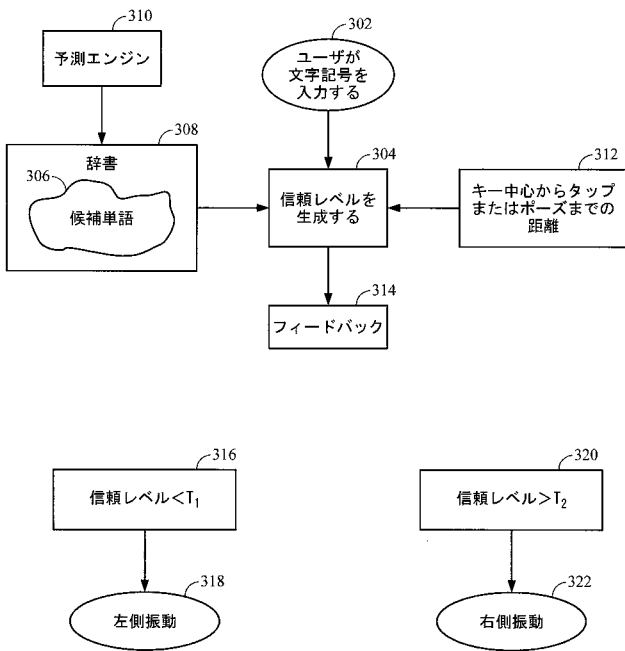 310
予測エンジン
302
ユーザが
文字記号を
入力する
308
辞書
306
候補単語
304
信頼レベルを
生成する
312
キー中心からタップ
またはポーズまでの
距離
314
フィードバック
316
信頼レベル<T₁
318
左側振動
320
信頼レベル>T₂
322
右側振動